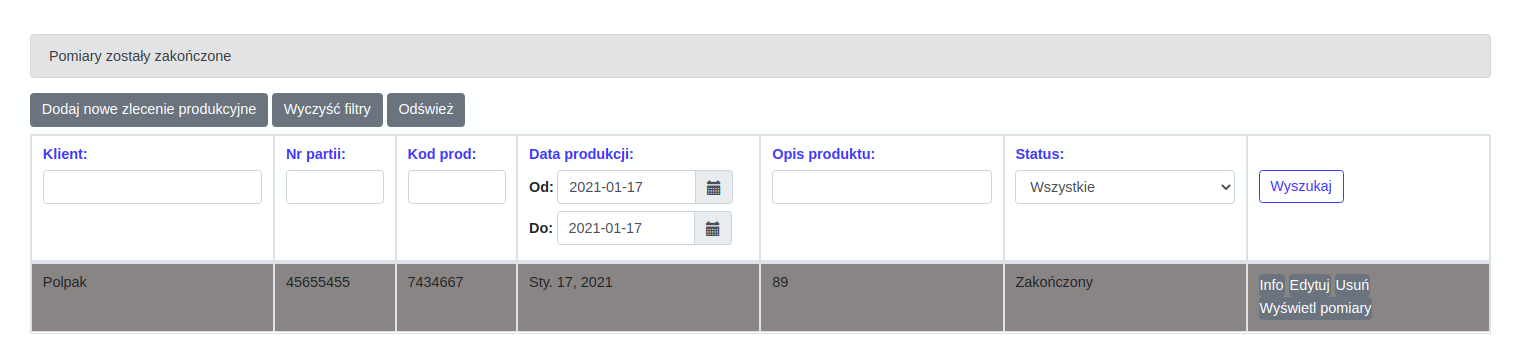 Pomiary zostały zakończone
Dodaj nowe zlecenie produkcyjne Wyczyść filtry Odśwież
Klient: Nr partii: Kod prod: Data produkcji: Opis produktu: Status:
Od: 2021-01-17 Wszystkie Wyszukaj
Do: 2021-01-17
Polpak 45655455 7434667 Sty. 17, 2021 89 Zakończony Info Edytuj Usuń
Wyświetl pomiary